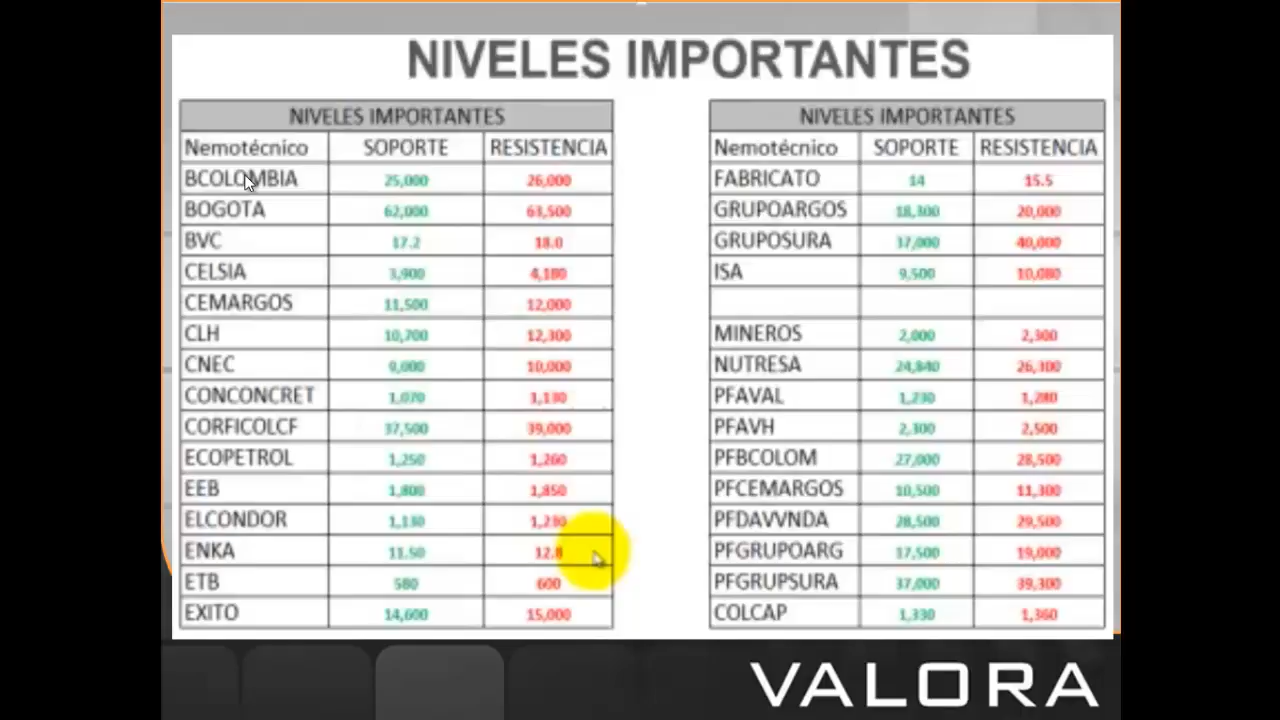 NIVELES IMPORTANTES
NIVELES IMPORTANTES
Nemotécnico SOPORTE RESISTENCIA
BCOLOMBIA 25,000 26,000
BOGOTA 62,000 63,500
BVC 17.2 18.0
CELSIA 3,900 4,180
CEMARGOS 11,500 12,000
CLH 10,700 12,300
CNEC 10,000
CONCONCRET 1,070 1,130
CORFICOLCF 37,500 39,000
ECOPETROL 1,250 1,260
EEB 1,800 1,850
ELCONDOR 1,130
ENKA 11.50 12.8
ETB 580 600
EXITO 14,600 15,000
NIVELES IMPORTANTES
Nemotécnico SOPORTE RESISTENCIA
FABRICATO 14 15.5
GRUPOARGOS 18,300 20,000
GRUPOSURA 37,000 40,000
ISA 9,500 10,080
MINEROS 2,000 2,300
NUTRESA 24,840 26,300
PFAVAL 1,230 1,280
PFAVH 2,300 2,500
PFBCOLOM 27,000 28,500
PFCEMARGOS 10,500 11,300
PFDAVVNDA 28,500 29,500
PFGRUPOARG 17,500 19,000
PFGRUPSURA 37,000 39,300
COLCAP 1,330 1,360
VALORA